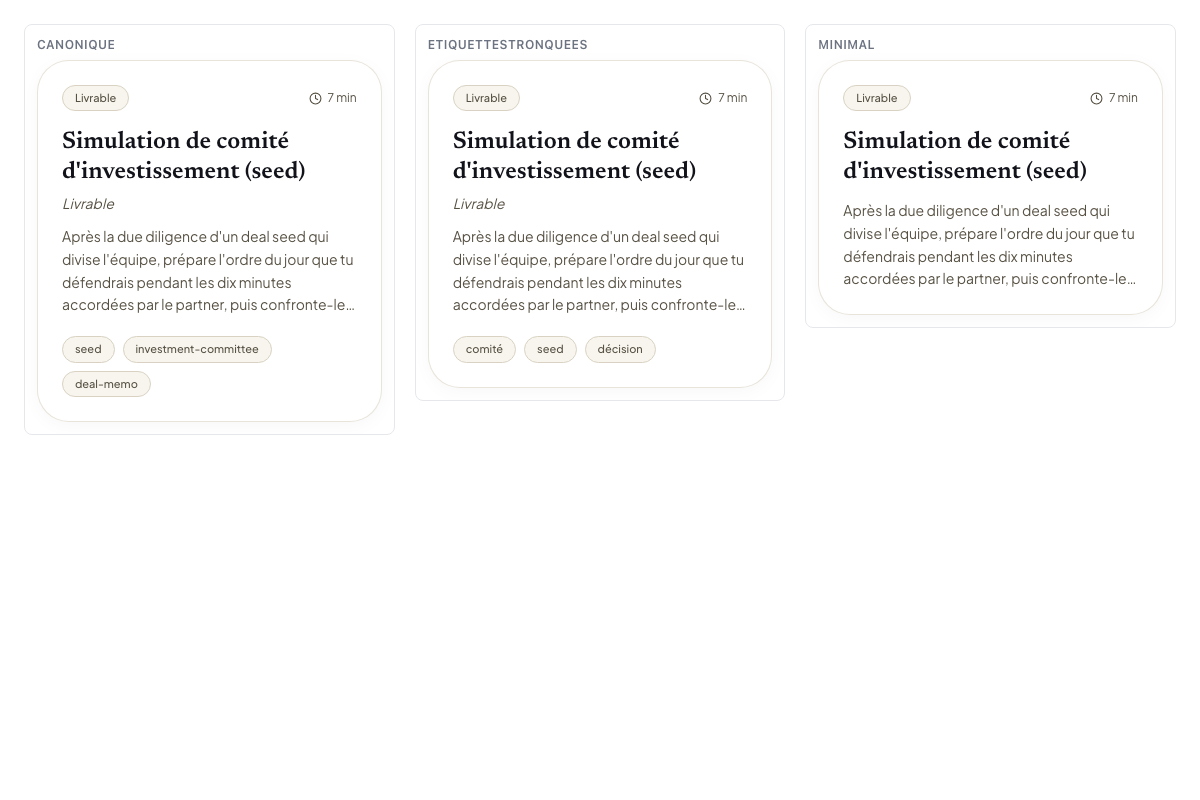 CANONIQUE
Livrable
7 min
Simulation de comité
d'investissement (seed)
Livrable
Après la due diligence d'un deal seed qui
divise l'équipe, prépare l'ordre du jour que tu
défendrais pendant les dix minutes
accordées par le partner, puis confronte-le…
seed
investment-committee
deal-memo
ETIQUETTESTRONQUEES
Livrable
7 min
Simulation de comité
d'investissement (seed)
Livrable
Après la due diligence d'un deal seed qui
divise l'équipe, prépare l'ordre du jour que tu
défendrais pendant les dix minutes
accordées par le partner, puis confronte-le…
comité
seed
décision
MINIMAL
Livrable
7 min
Simulation de comité
d'investissement (seed)
Après la due diligence d'un deal seed qui
divise l'équipe, prépare l'ordre du jour que tu
défendrais pendant les dix minutes
accordées par le partner, puis confronte-le…